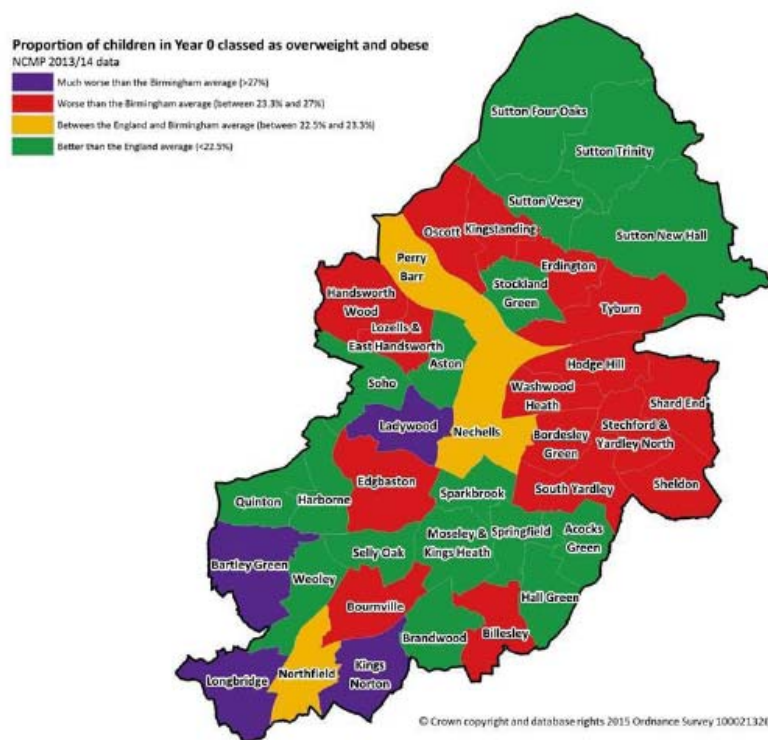 Proportion of children in Year 0 classed as overweight and obese
NCMP 2013/14 data
Much worse than the Birmingham average (>27%)
Worse than the Birmingham average (between 23.3% and 27%)
Between the England and Birmingham average (between 22.5% and 23.3%)
Better than the England average (<22.5%)
Sutton Four Oaks
Sutton Trinity
Sutton Vesey
Sutton New Hall
Oscott
Kingstanding
Perry
Barr
Erdington
Stockland
Green
Tyburn
Handsworth
Wood
Lozells &
East Handsworth
Aston
Soho
Hodge Hill
Washwood
Heath
Shard End
Ladywood
Nechells
Bordesley
Green
Stechford &
Yardley North
Edgbaston
Sparkbrook
South Yardley
Sheldon
Quinton
Harborne
Moseley &
Kings Heath
Springfield
Acocks
Green
Selly Oak
Bartley Green
Weoley
Bournville
Hall Green
Brandwood
Billesley
Longbridge
Northfield
Kings
Norton
© Crown copyright and database rights 2015 Ordnance Survey 100021326